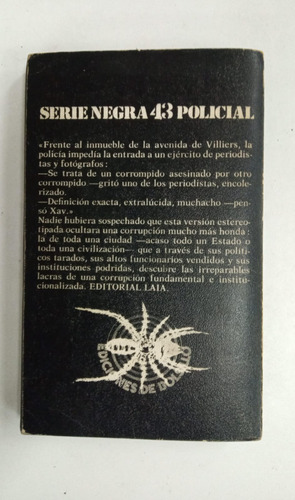 SERIE NEGRA 43 POLICIAL
«Frente al inmueble de la avenida de Villiers, la
policía impedía la entrada a un ejército de periodis-
tas y fotógrafos:
—Se trata de un corrompido asesinado por otro
corrompido —gritó uno de los periodistas, encole-
rizado.
—Definición exacta, extralúcida, muchacho —pen-
só Xav.»
Nadie hubiera sospechado que esta versión estereo-
tipada ocultara una corrupción mucho más honda:
la de toda una ciudad —acaso todo un Estado o
toda una civilización— que a través de sus políti-
cos tarados, sus altos funcionarios vendidos y sus
instituciones podridas, descubre las irreparables
lacras de una corrupción fundamental e institu-
cionalizada. EDITORIAL LAIA.
EDICIONES DE BOLSILLO